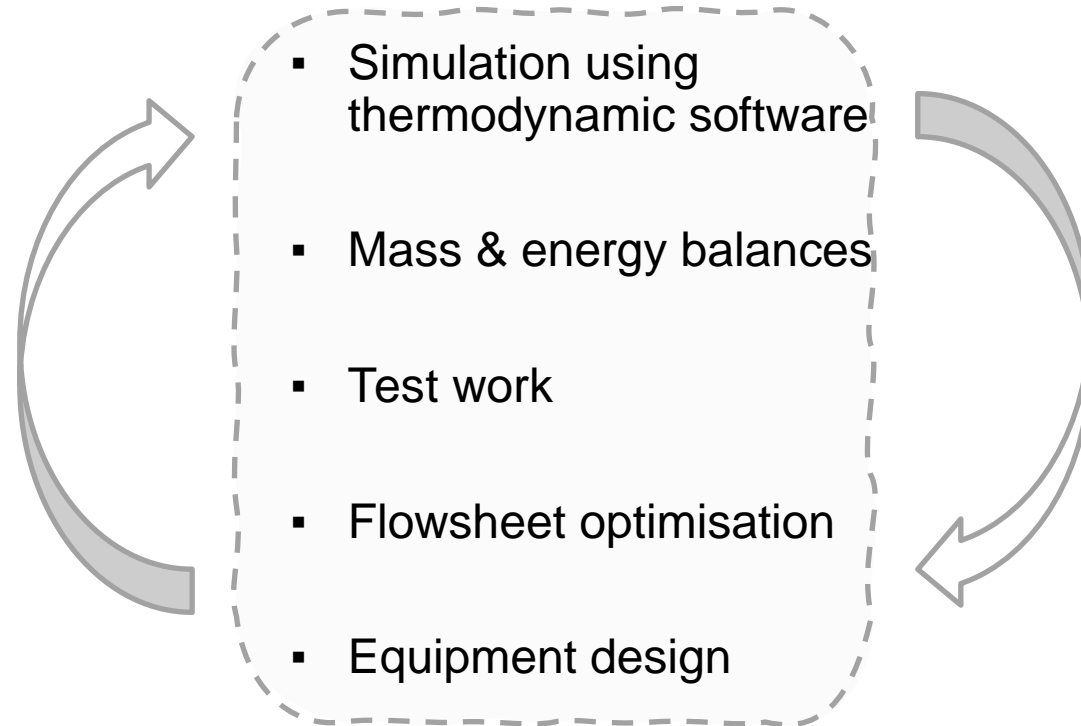 ▪ Simulation using
thermodynamic software
▪ Mass & energy balances
▪ Test work
▪ Flowsheet optimisation
▪ Equipment design